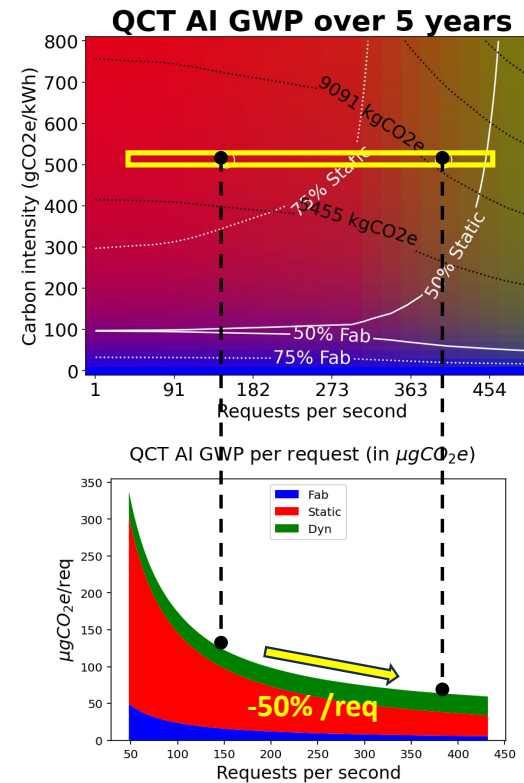 QCT AI GWP over 5 years
Carbon intensity (gCO2e/kWh)
800
700
600
500
400
300
200
100
0
9091 kgCO2e
75% Static
5455 kgCO2e
50% Static
50% Fab
75% Fab
1 91 182 273 363 454
Requests per second
QCT AI GWP per request (in μgCO₂e)
μgCO₂e/req
350
300
250
200
150
100
50
0
Fab
Static
Dyn
-50% /req
50 100 150 200 250 300 350 400 450
Requests per second